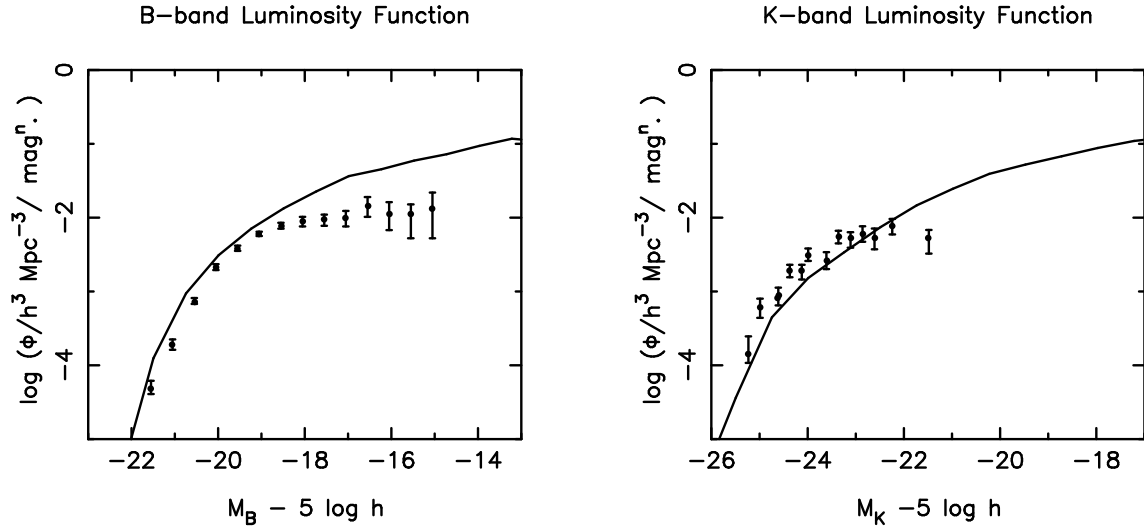 B-band Luminosity Function
K-band Luminosity Function
log (ϕ/h³ Mpc⁻³/ magⁿ. )
0
-2
-4
-22
-20
-18
-16
-14
M_B - 5 log h
log (ϕ/h³ Mpc⁻³/ magⁿ. )
0
-2
-4
-26
-24
-22
-20
-18
M_K -5 log h